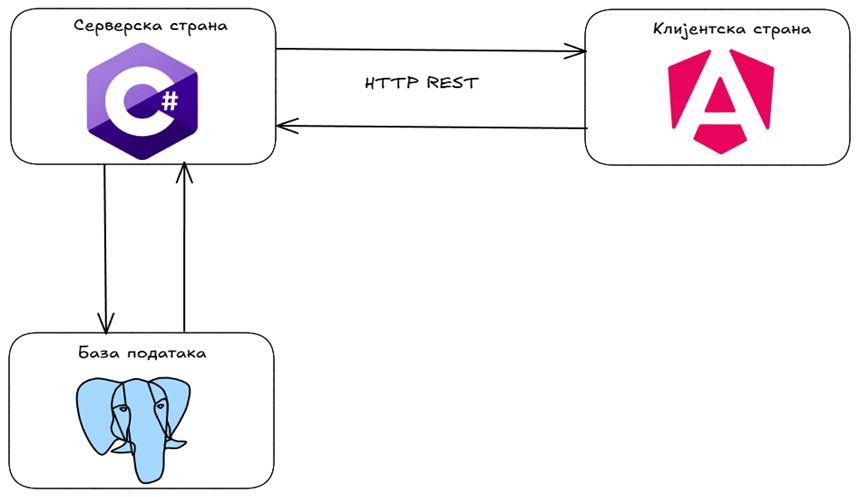 Серверска страна
Клијентска страна
C#
HTTP REST
База података